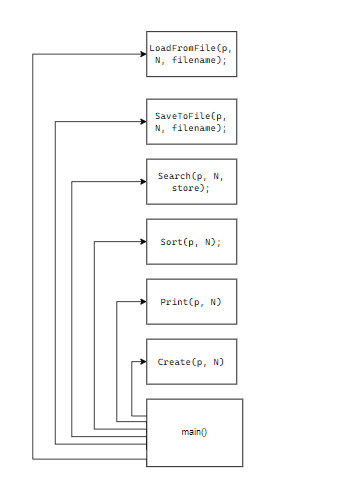 LoadFromFile(p,
N, filename);
SaveToFile(p,
N, filename);
Search(p, N,
store);
Sort(p, N);
Print(p, N)
Create(p, N)
main()